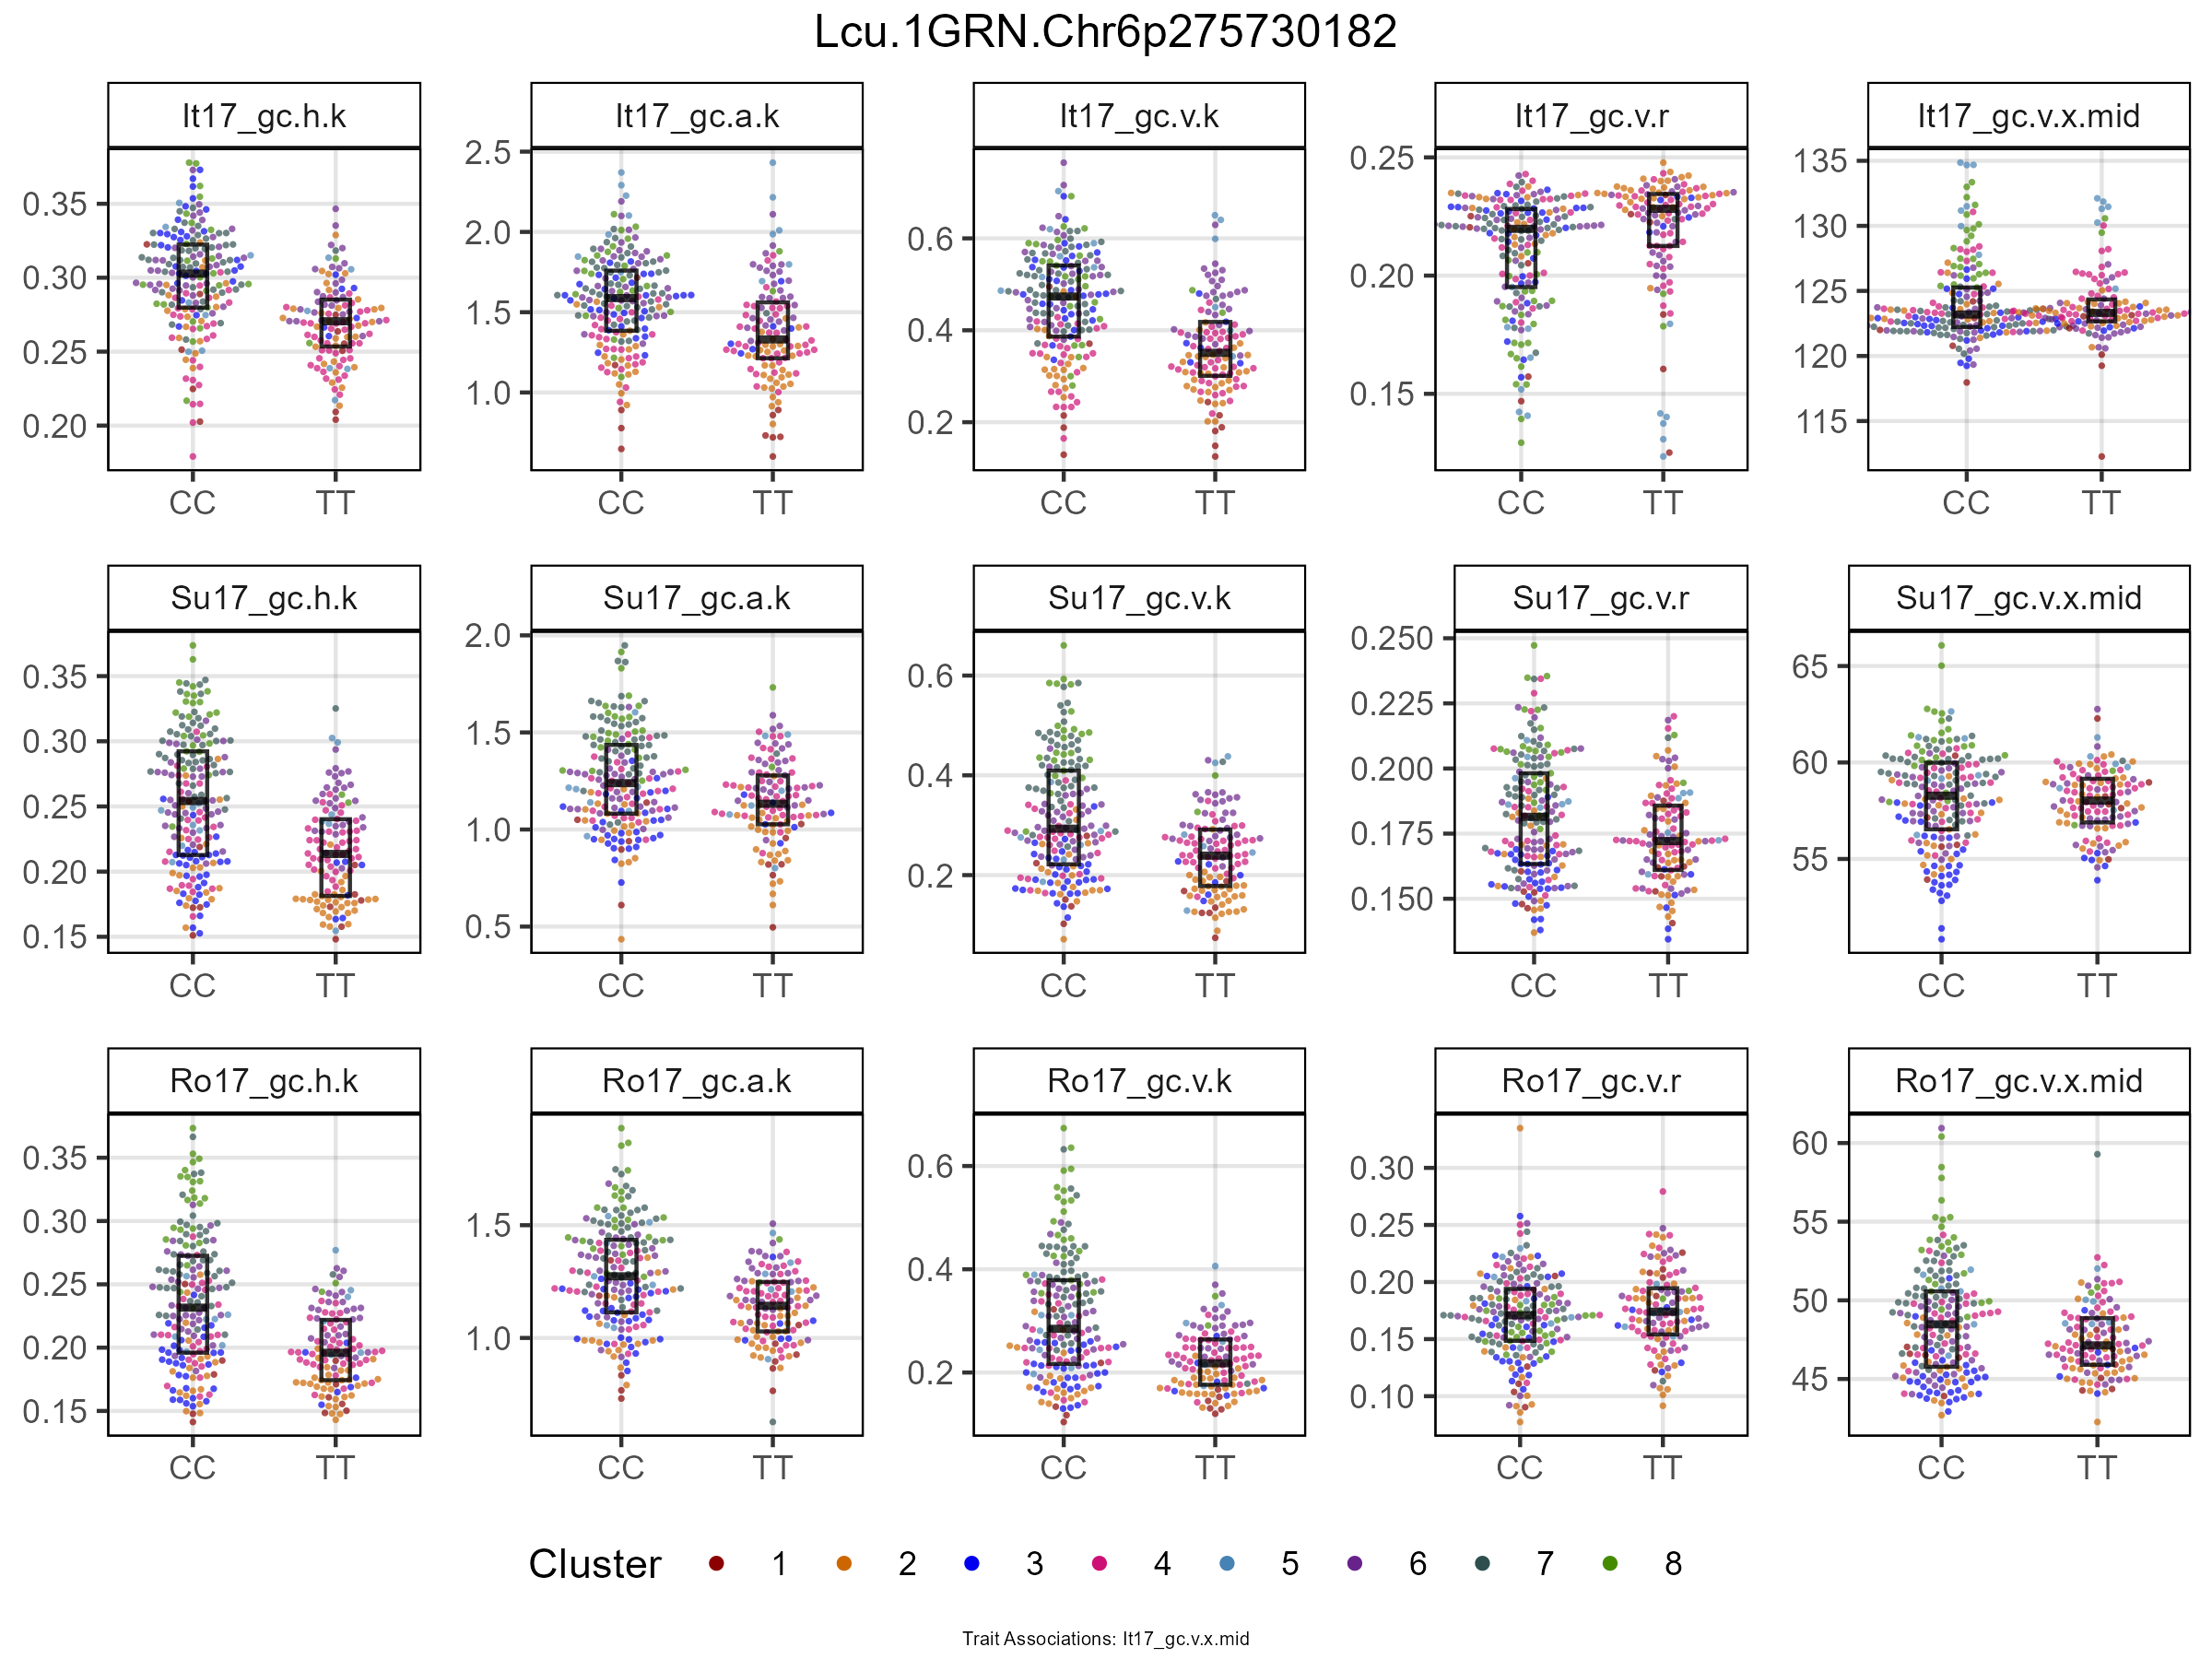 Lcu.1GRN.Chr6p275730182
It17_gc.h.k It17_gc.a.k It17_gc.v.k It17_gc.v.r It17_gc.v.x.mid
0.35 0.30 0.25 0.20
2.5 2.0 1.5 1.0
0.6 0.4 0.2
0.25 0.20 0.15
135 130 125 120 115
CC TT CC TT CC TT CC TT CC TT
Su17_gc.h.k Su17_gc.a.k Su17_gc.v.k Su17_gc.v.r Su17_gc.v.x.mid
0.35 0.30 0.25 0.20 0.15
2.0 1.5 1.0 0.5
0.6 0.4 0.2
0.250 0.225 0.200 0.175 0.150
65 60 55
CC TT CC TT CC TT CC TT CC TT
Ro17_gc.h.k Ro17_gc.a.k Ro17_gc.v.k Ro17_gc.v.r Ro17_gc.v.x.mid
0.35 0.30 0.25 0.20 0.15
1.5 1.0
0.6 0.4 0.2
0.30 0.25 0.20 0.15 0.10
60 55 50 45
CC TT CC TT CC TT CC TT CC TT
Cluster 1 2 3 4 5 6 7 8
Trait Associations: It17_gc.v.x.mid